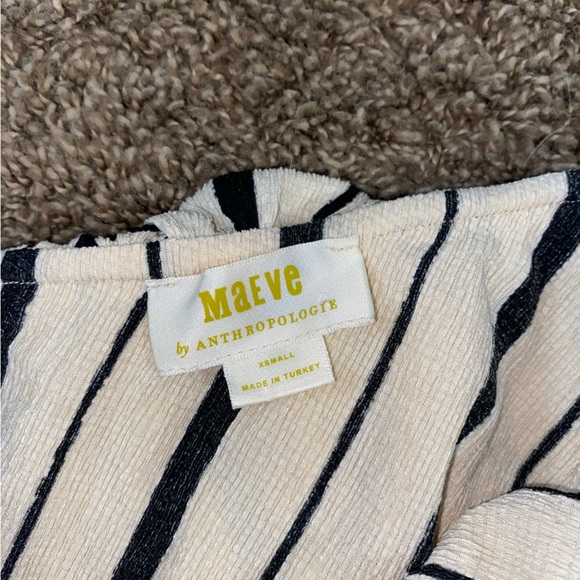 MaEVe
by ANTHROPOLOGIE
XSMALL
MADE IN TURKEY